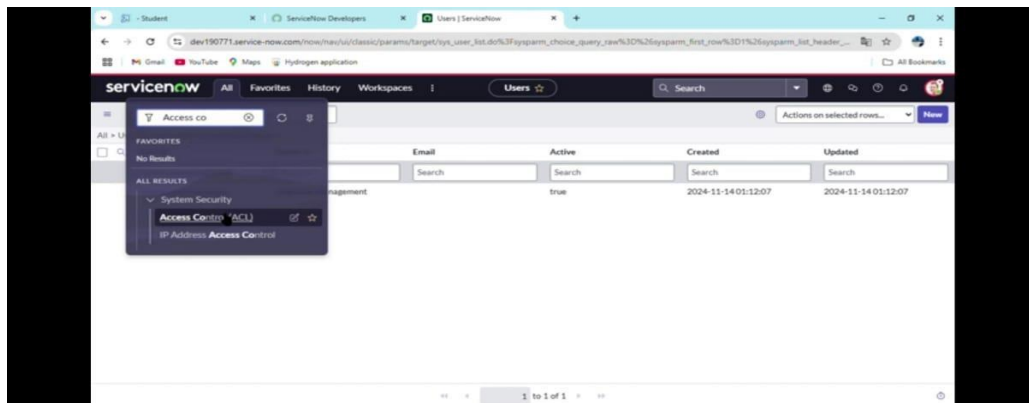 - Student
ServiceNow Developers
Users | ServiceNow
dev190771.service-now.com/now/nav/ui/classic/params/target/sys_user_list.do%3Fsysparm_choice_query_raw%3D%26sysparm_first_row%3D1%26sysparm_list_header_...
Gmail YouTube Maps Hydrogen application All Bookmarks
servicenow All Favorites History Workspaces Users Search
Access co
Actions on selected rows... New
All > U
FAVORITES
No Results
Email Active Created Updated
Search Search Search Search
ALL RESULTS
nagement true 2024-11-14 01:12:07 2024-11-14 01:12:07
System Security
Access Control (ACL)
IP Address Access Control
1 to 1 of 1